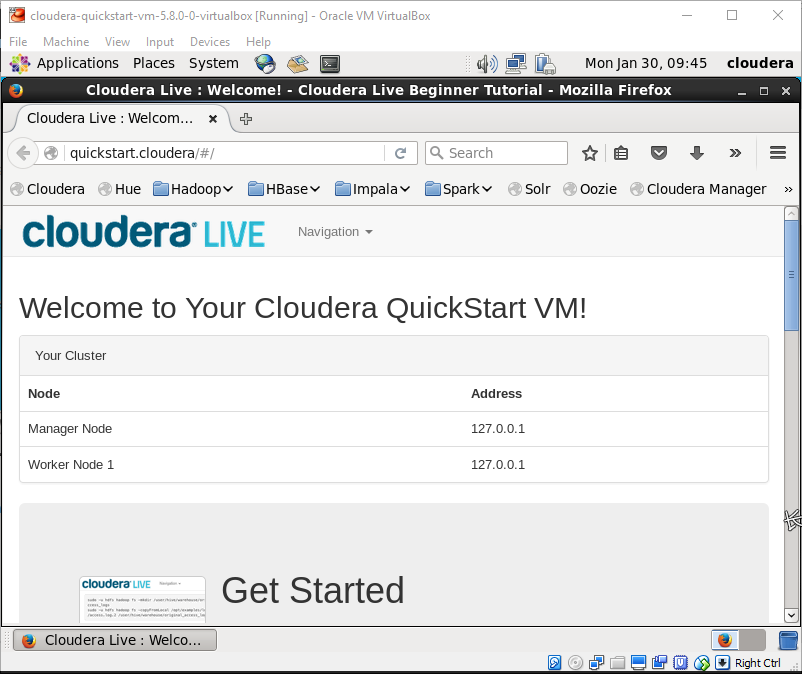 cloudera-quickstart-vm-5.8.0-0-virtualbox [Running] - Oracle VM VirtualBox
File Machine View Input Devices Help
Applications Places System Mon Jan 30, 09:45 cloudera
Cloudera Live : Welcome! - Cloudera Live Beginner Tutorial - Mozilla Firefox
Cloudera Live : Welcom...
quickstart.cloudera/#/ Search
Cloudera Hue Hadoop HBase Impala Spark Solr Oozie Cloudera Manager
cloudera LIVE Navigation
Welcome to Your Cloudera QuickStart VM!
Your Cluster
Node Address
Manager Node 127.0.0.1
Worker Node 1 127.0.0.1
cloudera LIVE Navigation
Get Started
Cloudera Live : Welco...
Right Ctrl